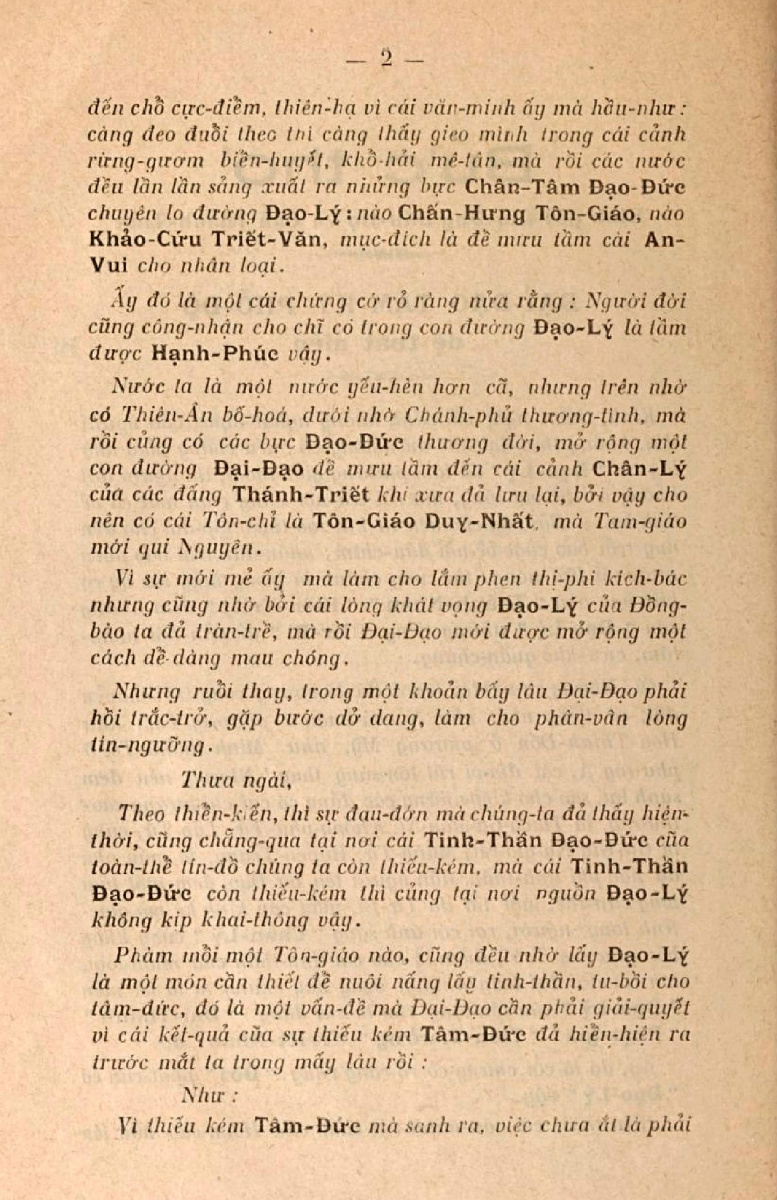 — 2 —
đến chổ cực-điểm, thiên-hạ vì cái văn-minh ấy mà hầu-như :
càng đeo đuổi theo thì càng thấy gieo mình trong cái cảnh
rừng-gươm biển-huyết, khổ-hải mê-tân, mà rồi các nước
đều lần lần sảng xuất ra những bực Chân-Tâm Đạo-Đức
chuyên lo đường Đạo-Lý : nào Chấn-Hưng Tôn-Giáo, nào
Khảo-Cứu Triết-Văn, mục-đích là để mưu tầm cái An-
Vui cho nhân loại.
Ấy đó là một cái chứng cớ rỏ ràng nửa rằng : Người đời
cũng công-nhận cho chĩ có trong con đường Đạo-Lý là tầm
được Hạnh-Phúc vậy.
Nước ta là một nước yếu-hèn hơn cã, nhưng trên nhờ
có Thiên-Ân bố-hoá, dưới nhờ Chánh-phủ thương-tình, mà
rồi củng có các bực Đạo-Đức thương đời, mở rộng một
con đường Đại-Đạo để mưu tầm đến cái cảnh Chân-Lý
của các đấng Thánh-Triết khi xưa đả lưu lại, bởi vậy cho
nên có cái Tôn-chỉ là Tôn-Giáo Duy-Nhất, mà Tam-giáo
mới qui Nguyên.
Vì sự mới mẻ ấy mà làm cho lắm phen thị-phi kích-bác
nhưng cũng nhờ bởi cái lòng khát vọng Đạo-Lý của Đồng-
bào ta đả tràn-trề, mà rồi Đại-Đạo mới được mở rộng một
cách dể-dàng mau chóng.
Nhưng ruồi thay, trong một khoản bấy lâu Đại-Đạo phải
hồi trắc-trở, gặp bước dở dang, làm cho phân-vân lòng
tín-ngưỡng.
Thưa ngài,
Theo thiển-kiến, thì sự đau-đớn mà chúng-ta đả thấy hiện-
thời, cũng chẵng-qua tại nơi cái Tinh-Thần Đạo-Đức cũa
toàn-thể tín-đồ chúng ta còn thiếu-kém, mà cái Tinh-Thần
Đạo-Đức còn thiếu-kém thì củng tại nơi nguồn Đạo-Lý
không kịp khai-thông vậy.
Phàm mổi một Tôn-giáo nào, cũng đều nhờ lấy Đạo-Lý
là một món cần thiết để nuôi nấng lấy tinh-thần, tu-bồi cho
tâm-đức, đó là một vấn-đề mà Đại-Đạo cần phải giải-quyết
vì cái kết-quả cũa sự thiếu kém Tâm-Đức đả hiển-hiện ra
trước mắt ta trong mấy lâu rồi :
Như :
Vì thiếu kém Tâm-Đức mà sanh ra, việc chưa ắt là phải